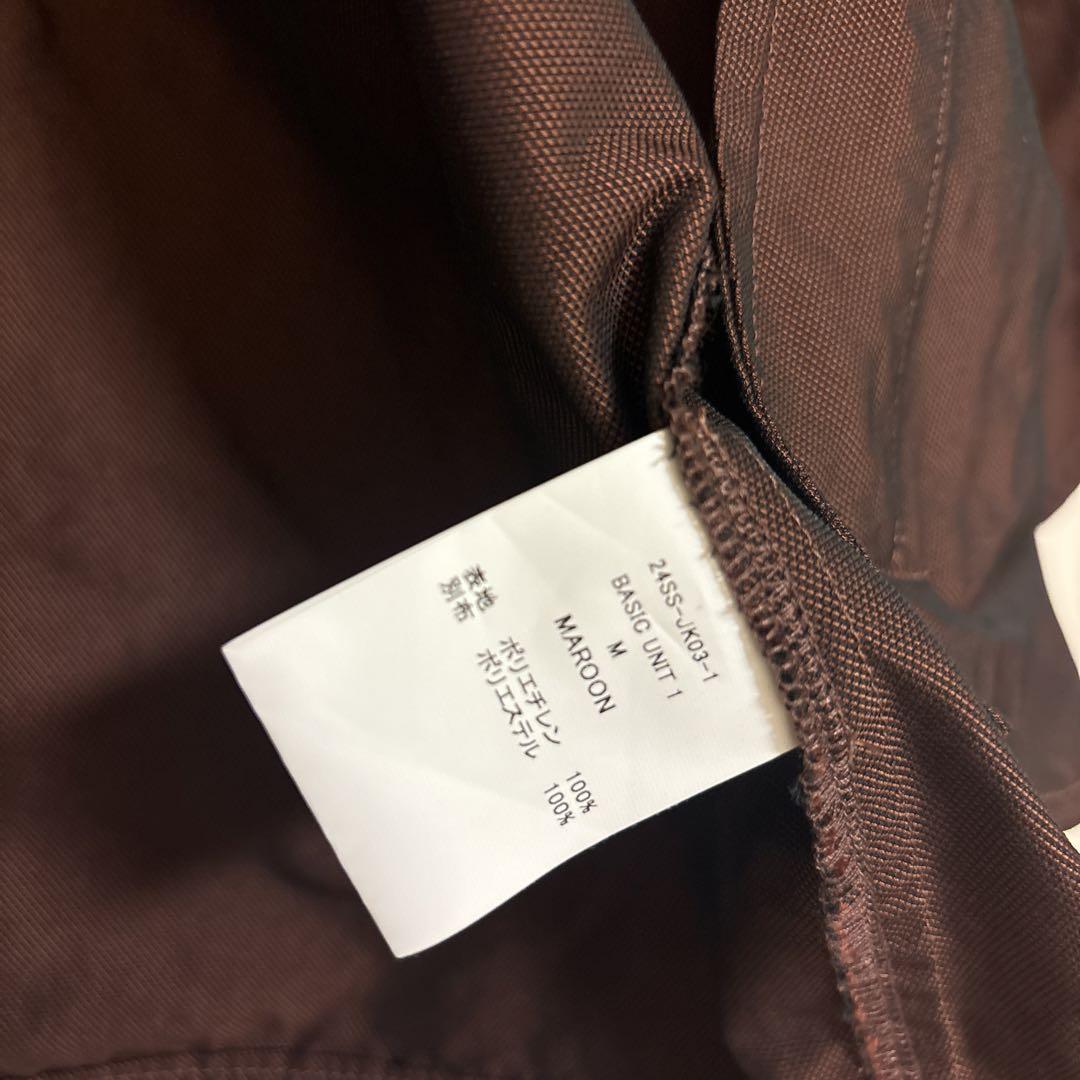 24SS-JK03-1
BASIC UNIT 1
M
MAROON
表地 ポリエチレン 100%
別布 ポリエステル 100%